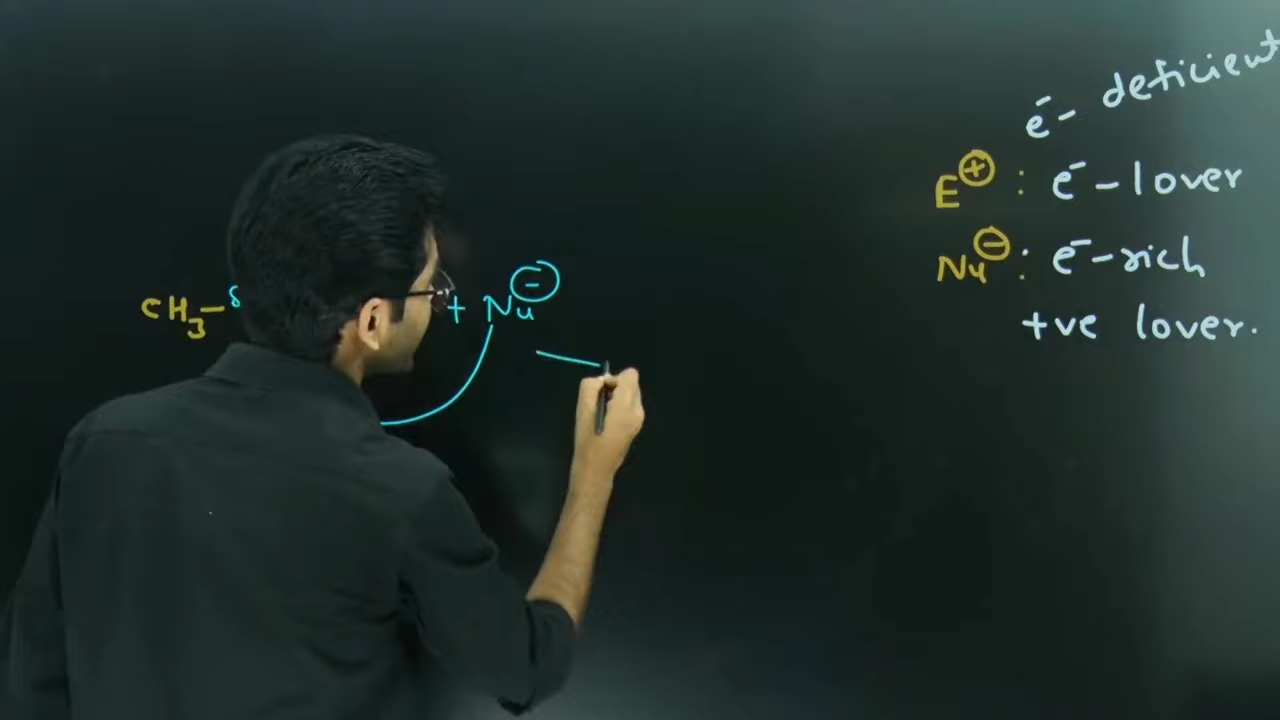 e⁻- deficient
E⊕ : e⁻-lover
Nu⊖ : e⁻-rich
+ve lover.
CH₃-δ + Nu⊖